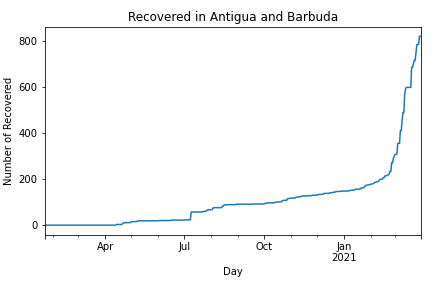 Recovered in Antigua and Barbuda
Number of Recovered
800
600
400
200
0
Apr
Jul
Oct
Jan
2021
Day